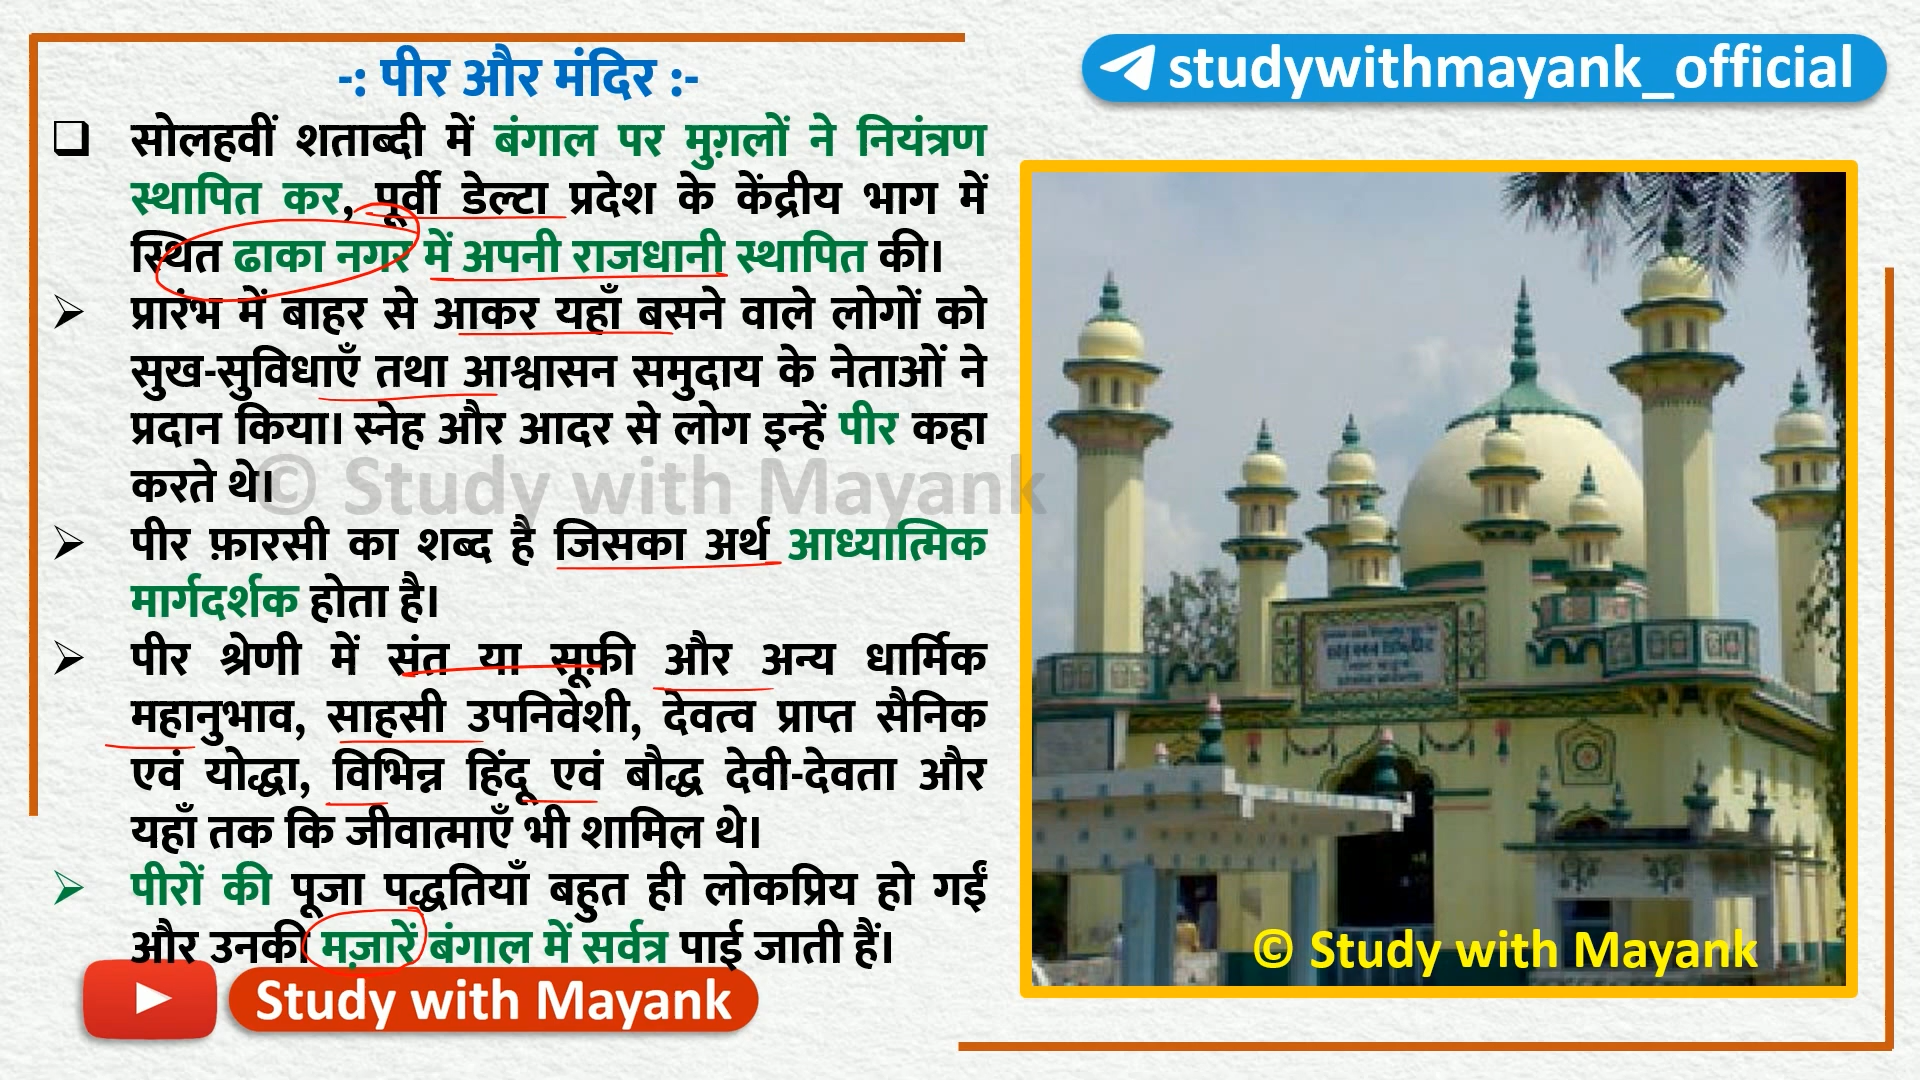 -: पीर और मंदिर :-
studywithmayank_official
सोलहवीं शताब्दी में बंगाल पर मुग़लों ने नियंत्रण
स्थापित कर, पूर्वी डेल्टा प्रदेश के केंद्रीय भाग में
स्थित ढाका नगर में अपनी राजधानी स्थापित की।
प्रारंभ में बाहर से आकर यहाँ बसने वाले लोगों को
सुख-सुविधाएँ तथा आश्वासन समुदाय के नेताओं ने
प्रदान किया। स्नेह और आदर से लोग इन्हें पीर कहा
करते थे।
© Study with Mayank
पीर फ़ारसी का शब्द है जिसका अर्थ आध्यात्मिक
मार्गदर्शक होता है।
पीर श्रेणी में संत या सूफ़ी और अन्य धार्मिक
महानुभाव, साहसी उपनिवेशी, देवत्व प्राप्त सैनिक
एवं योद्धा, विभिन्न हिंदू एवं बौद्ध देवी-देवता और
यहाँ तक कि जीवात्माएँ भी शामिल थे।
पीरों की पूजा पद्धतियाँ बहुत ही लोकप्रिय हो गईं
और उनकी मज़ारें बंगाल में सर्वत्र पाई जाती हैं।
© Study with Mayank
Study with Mayank